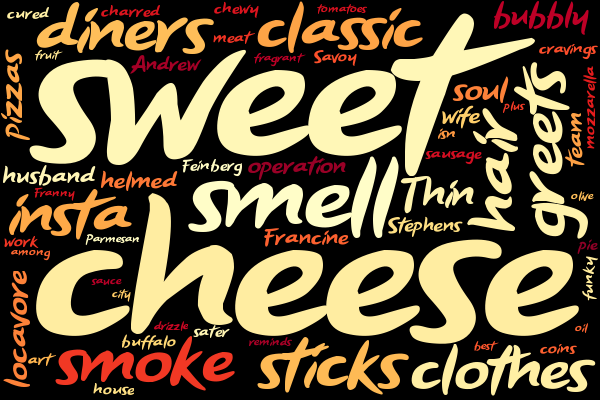 cured
diners
charred
chewy
meat
classic
tomatoes
bubbly
cravings
pizzas
fruit
Andrew
fragrant
Savoy
sweet
soul
plus
wife
isn
hair
greets
team
mozzarella
sausage
husband
helmed
Feinberg
operation
Franny
insta
smell
Thin
Stephens
olive
work
among
Parmesan
Francine
pie
cheese
sauce
city
funky
locavore
drizzle
sater
buffalo
reminds
best
oil
coins
art
smoke
house
sticks
clothes